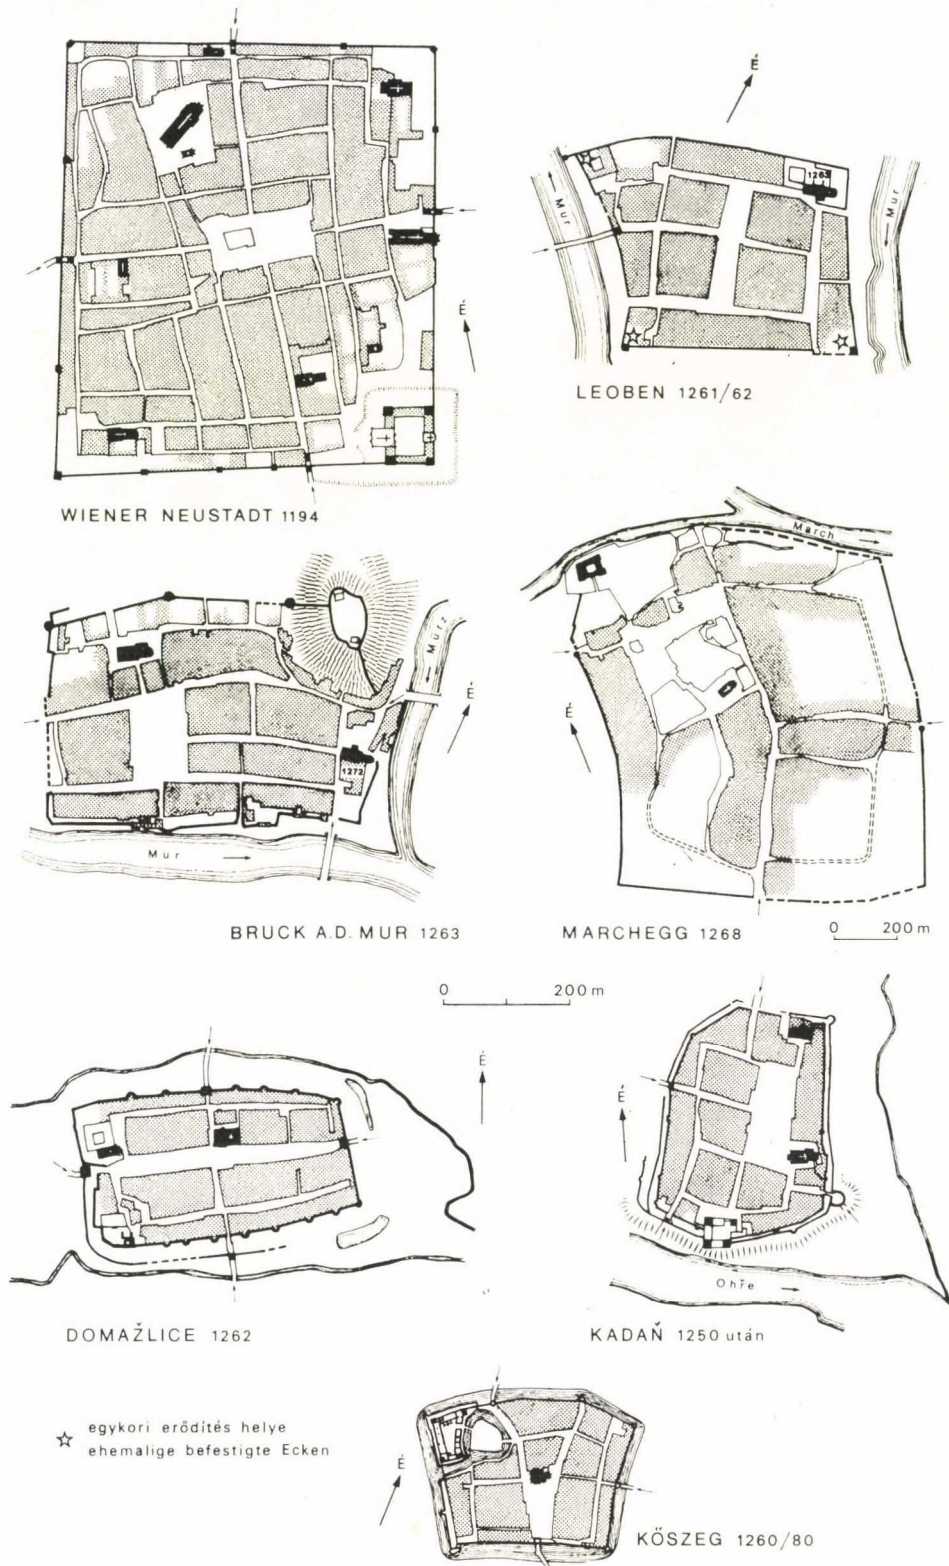 É
Mur
1263
Mur
É
LEOBEN 1261/62
WIENER NEUSTADT 1194
March
Mürz
É
É
1272
Mur
BRUCK A.D. MUR 1263
MARCHEGG 1268
0 200 m
0 200 m
É
É
Ohře
DOMAŽLICE 1262
KADAŇ 1250 után
egykori erődítés helye
ehemalige befestigte Ecken
É
KŐSZEG 1260/80